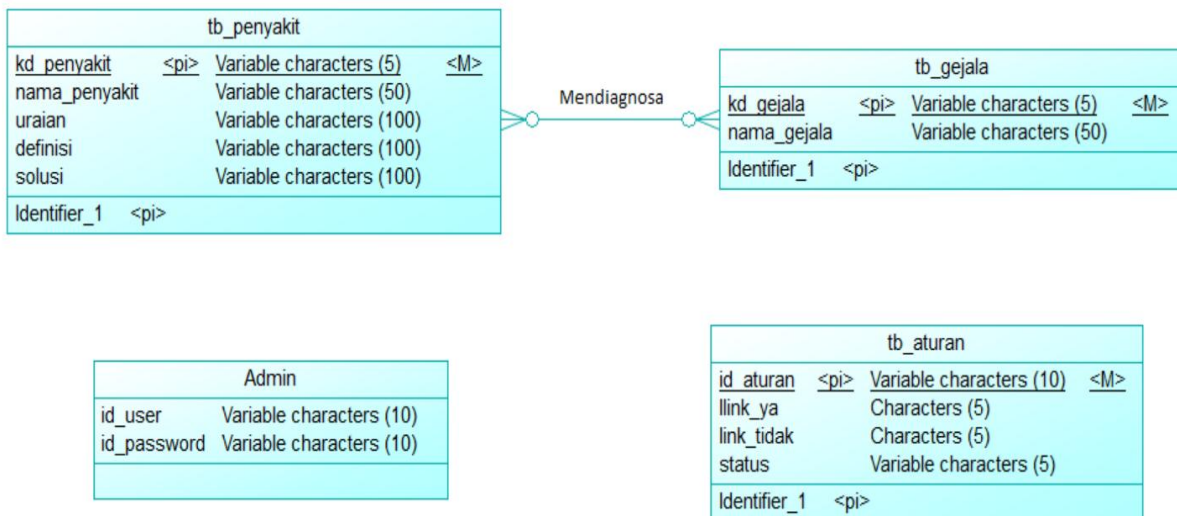 tb_penyakit
kd_penyakit <pi> Variable characters (5) <M>
nama_penyakit Variable characters (50)
uraian Variable characters (100)
definisi Variable characters (100)
solusi Variable characters (100)
Identifier_1 <pi>
Mendiagnosa
tb_gejala
kd_gejala <pi> Variable characters (5) <M>
nama_gejala Variable characters (50)
Identifier_1 <pi>
Admin
id_user Variable characters (10)
id_password Variable characters (10)
tb_aturan
id_aturan <pi> Variable characters (10) <M>
llink_ya Characters (5)
link_tidak Characters (5)
status Variable characters (5)
Identifier_1 <pi>